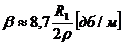 β ≈ 8,7 R₁/2ρ [дб / м]